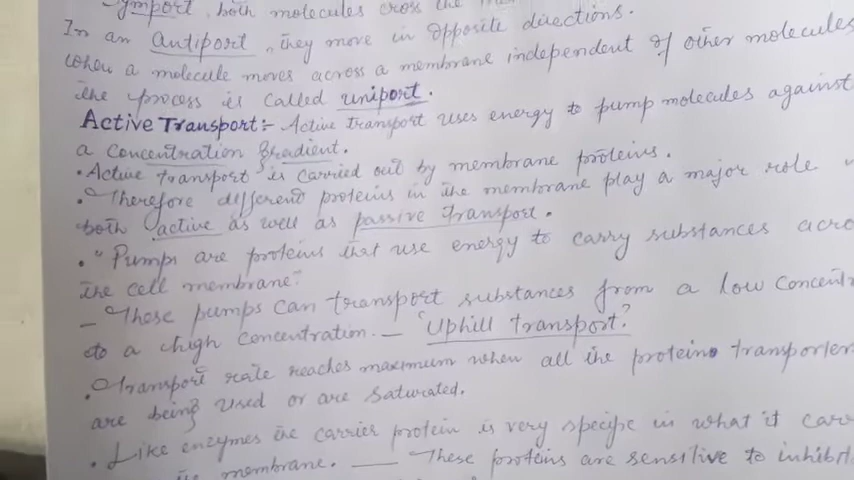 Symport, both molecules cross the
In an Antiport, they move in opposite directions.
When a molecule moves across a membrane independent of other molecules
the process is called uniport.
Active Transport:- Active transport uses energy to pump molecules against
a concentration gradient.
• Active transport is carried out by membrane proteins.
• Therefore different proteins in the membrane play a major role
both active as well as passive transport.
• "Pumps are proteins that use energy to carry substances acro
the cell membrane."
- These pumps can transport substances from a low concentr
to a high concentration. — 'Uphill transport'.
• Transport rate reaches maximum when all the proteins transporter
are being used or are saturated.
• Like enzymes the carrier protein is very specific in what it carr
the membrane. — These proteins are sensitive to inhibit